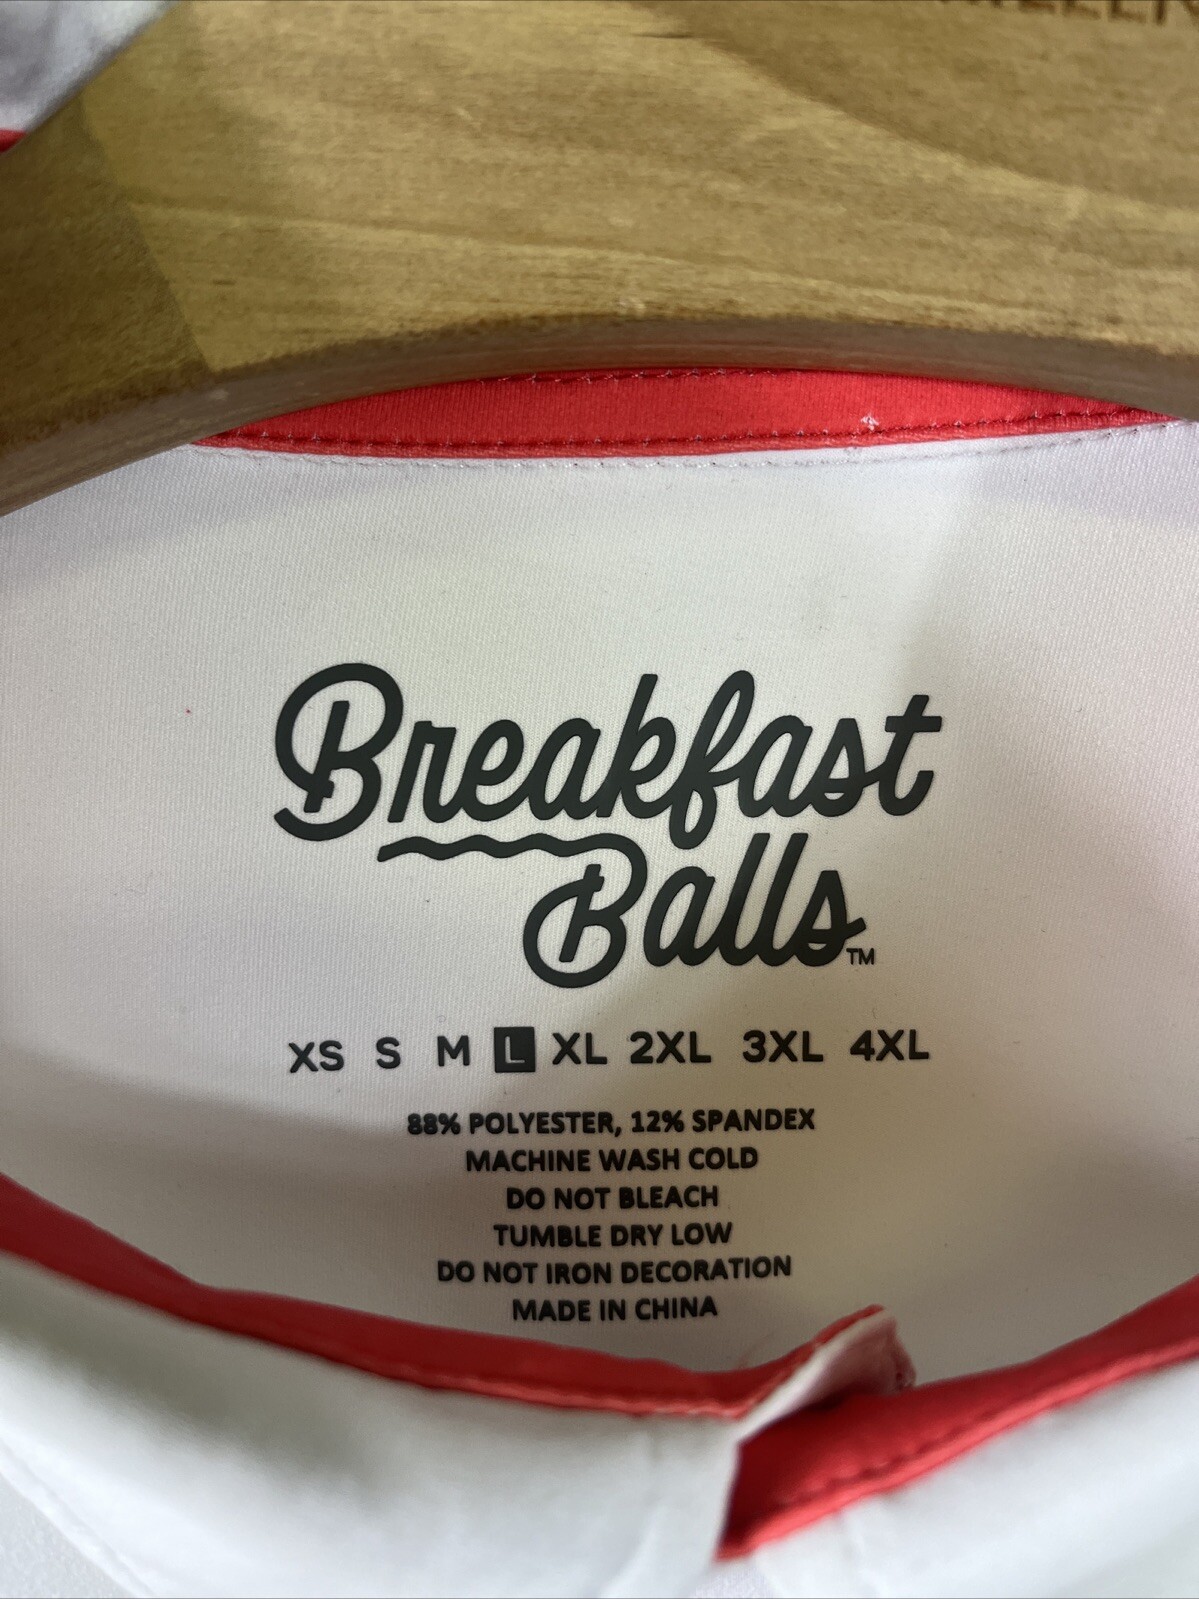 Breakfast
Balls™
XS S M L XL 2XL 3XL 4XL
88% POLYESTER, 12% SPANDEX
MACHINE WASH COLD
DO NOT BLEACH
TUMBLE DRY LOW
DO NOT IRON DECORATION
MADE IN CHINA